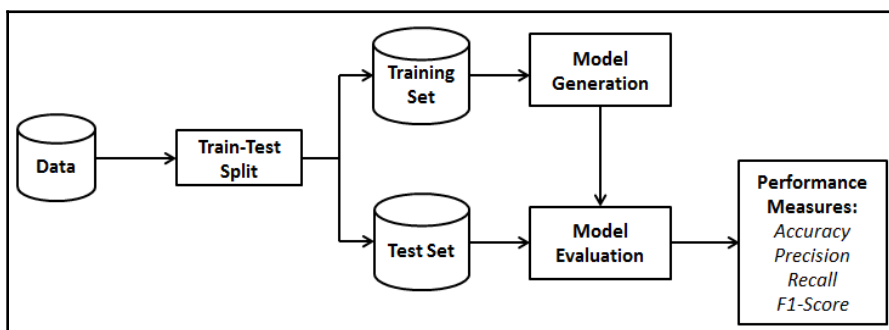 Data
Train-Test
Split
Training
Set
Model
Generation
Test Set
Model
Evaluation
Performance
Measures:
Accuracy
Precision
Recall
F1-Score